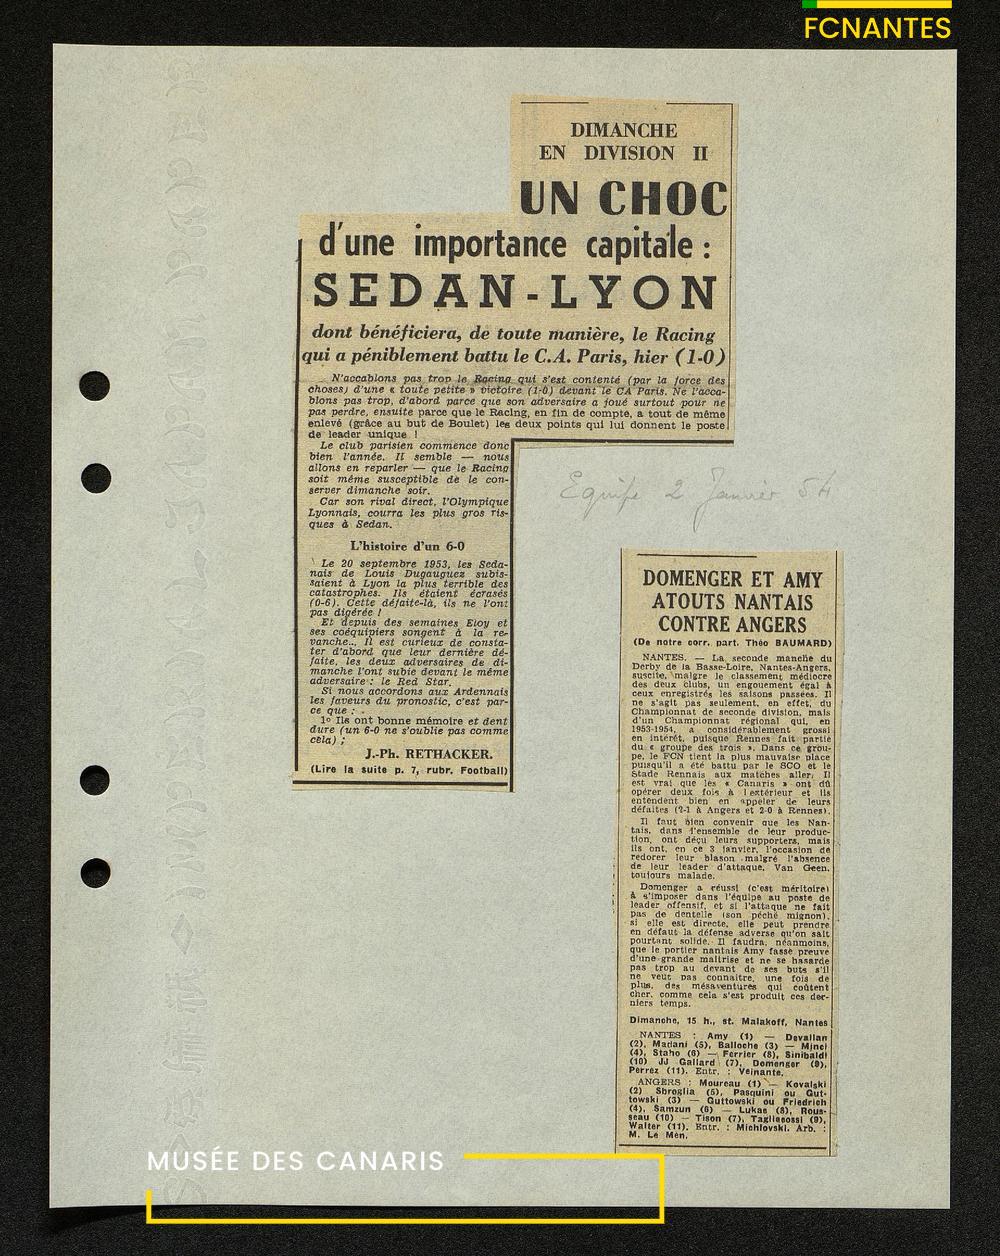 FCNANTES
DIMANCHE
EN DIVISION II
UN CHOC
d'une importance capitale :
SEDAN-LYON
dont bénéficiera, de toute manière, le Racing
qui a péniblement battu le C.A. Paris, hier (1-0)
N'accablons pas trop le Racing qui s'est contenté (par la force des
choses) d'une « toute petite » victoire (1-0) devant le CA Paris. Ne l'acca-
blons pas trop, d'abord parce que son adversaire a joué surtout pour ne
pas perdre, ensuite parce que le Racing, en fin de compte, a tout de même
enlevé (grâce au but de Boulet) les deux points qui lui donnent le poste
de leader unique !
Le club parisien commence donc
bien l'année. Il semble — nous
allons en reparler — que le Racing
soit même susceptible de le con-
server dimanche soir.
Car son rival direct, l'Olympique
Lyonnais, courra les plus gros ris-
ques à Sedan.
L'histoire d'un 6-0
Le 20 septembre 1953, les Seda-
nais de Louis Dugauguez subis-
saient à Lyon la plus terrible des
catastrophes. Ils étaient écrasés
(0-6). Cette défaite-là, ils ne l'ont
pas digérée !
Et depuis des semaines Eloy et
ses coéquipiers songent à la re-
vanche... Il est curieux de consta-
ter d'abord que leur dernière dé-
faite, les deux adversaires de di-
manche l'ont subie devant le même
adversaire : le Red Star.
Si nous accordons aux Ardennais
les faveurs du pronostic, c'est par-
ce que :
1° Ils ont bonne mémoire et dent
dure (un 6-0 ne s'oublie pas comme
cela) ;
J.-Ph. RETHACKER.
(Lire la suite p. 7, rubr. Football)
Equipe 2 Janvier 54
DOMENGER ET AMY
ATOUTS NANTAIS
CONTRE ANGERS
(De notre corr. part. Théo BAUMARD)
NANTES. — La seconde manche du
Derby de la Basse-Loire, Nantes-Angers,
suscite, malgré le classement médiocre
des deux clubs, un engouement égal à
ceux enregistrés les saisons passées. Il
ne s'agit pas seulement, en effet, du
Championnat de seconde division, mais
d'un Championnat régional qui, en
1953-1954, a considérablement grossi
en intérêt, puisque Rennes fait partie
du « groupe des trois ». Dans ce grou-
pe, le FCN tient la plus mauvaise place
puisqu'il a été battu par le SCO et le
Stade Rennais aux matches aller. Il
est vrai que les « Canaris » ont dû
opérer deux fois à l'extérieur et ils
entendent bien en appeler de leurs
défaites (2-1 à Angers et 2-0 à Rennes).
Il faut bien convenir que les Nan-
tais, dans l'ensemble de leur produc-
tion, ont déçu leurs supporters, mais
ils ont, en ce 3 janvier, l'occasion de
redorer leur blason malgré l'absence
de leur leader d'attaque, Van Geen,
toujours malade.
Domenger a réussi (c'est méritoire)
à s'imposer dans l'équipe au poste de
leader offensif, et si l'attaque ne fait
pas de dentelle (son péché mignon),
si elle est directe, elle peut prendre
en défaut la défense adverse qu'on sait
pourtant solide. Il faudra, néanmoins,
que le portier nantais Amy fasse preuve
d'une grande maîtrise et ne se hasarde
pas trop au devant de ses buts s'il
ne veut pas connaître, une fois de
plus, des mésaventures qui coûtent
cher, comme cela s'est produit ces der-
niers temps.
Dimanche, 15 h., st. Malakoff, Nantes
NANTES : Amy (1) — Devallan
(2), Madani (5), Balloche (3) — Minci
(4), Staho (6) — Ferrier (8), Sinibaldi
(10) JJ Gallard (7), Domenger (9),
Perrez (11). Entr. : Veinante.
ANGERS : Moureau (1) — Kovalski
(2) Sbroglia (5), Pasquini ou Gut-
towski (3) — Guttowski ou Friedrich
(4), Samzun (6) — Lukas (8), Rous-
seau (10) — Tison (7), Tagliacossi (9),
Walter (11). Entr. : Michlovski. Arb. :
M. Le Men.
MUSÉE DES CANARIS